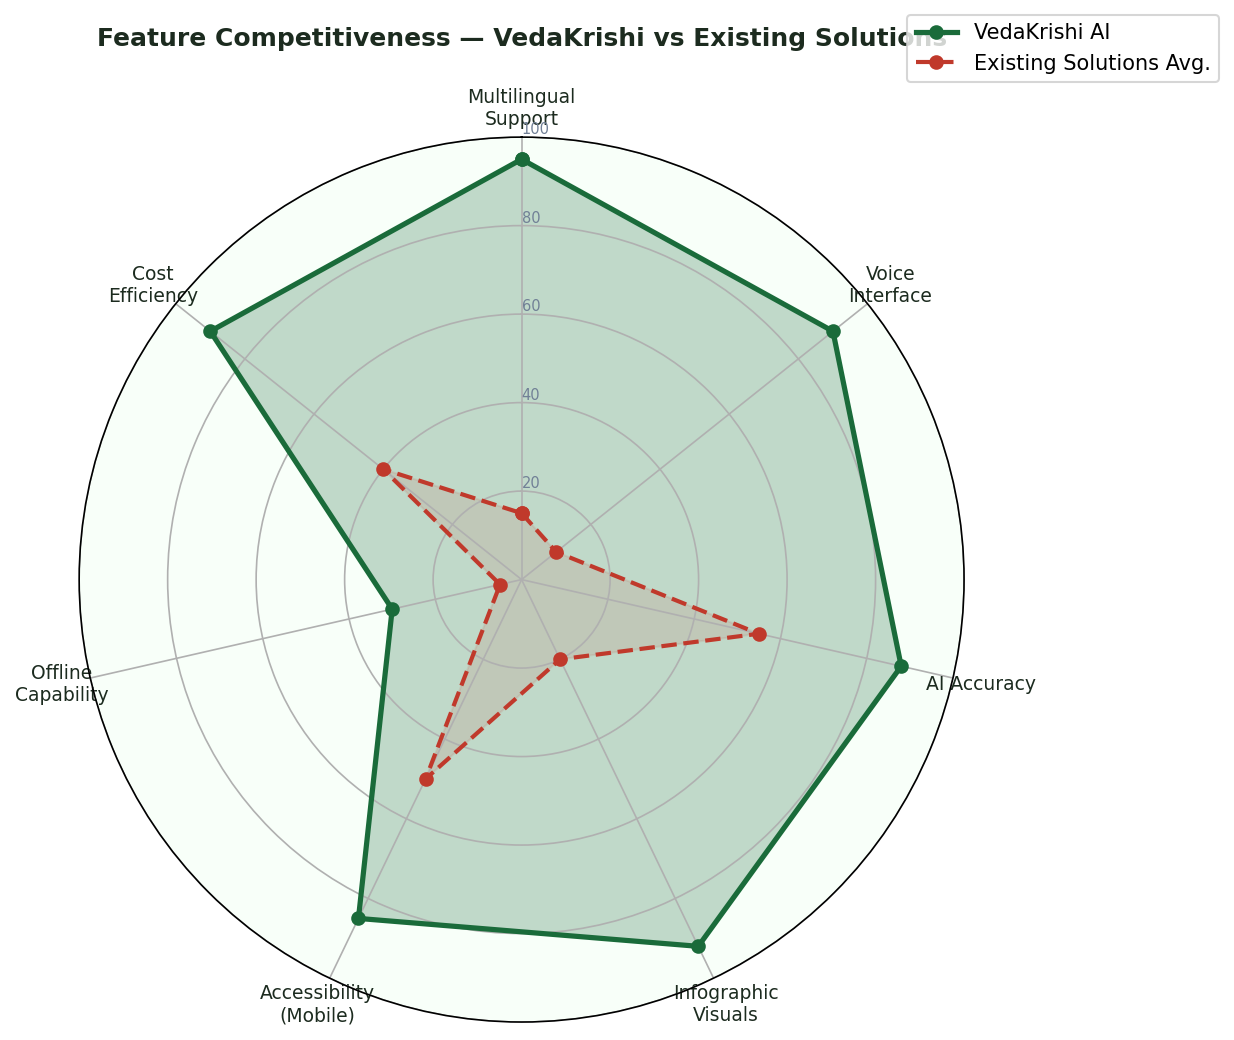 Feature Competitiveness — VedaKrishi vs Existing Solutions
VedaKrishi AI
Existing Solutions Avg.
Multilingual
Support
100
80
60
40
20
Cost
Efficiency
Voice
Interface
Offline
Capability
AI Accuracy
Accessibility
(Mobile)
Infographic
Visuals